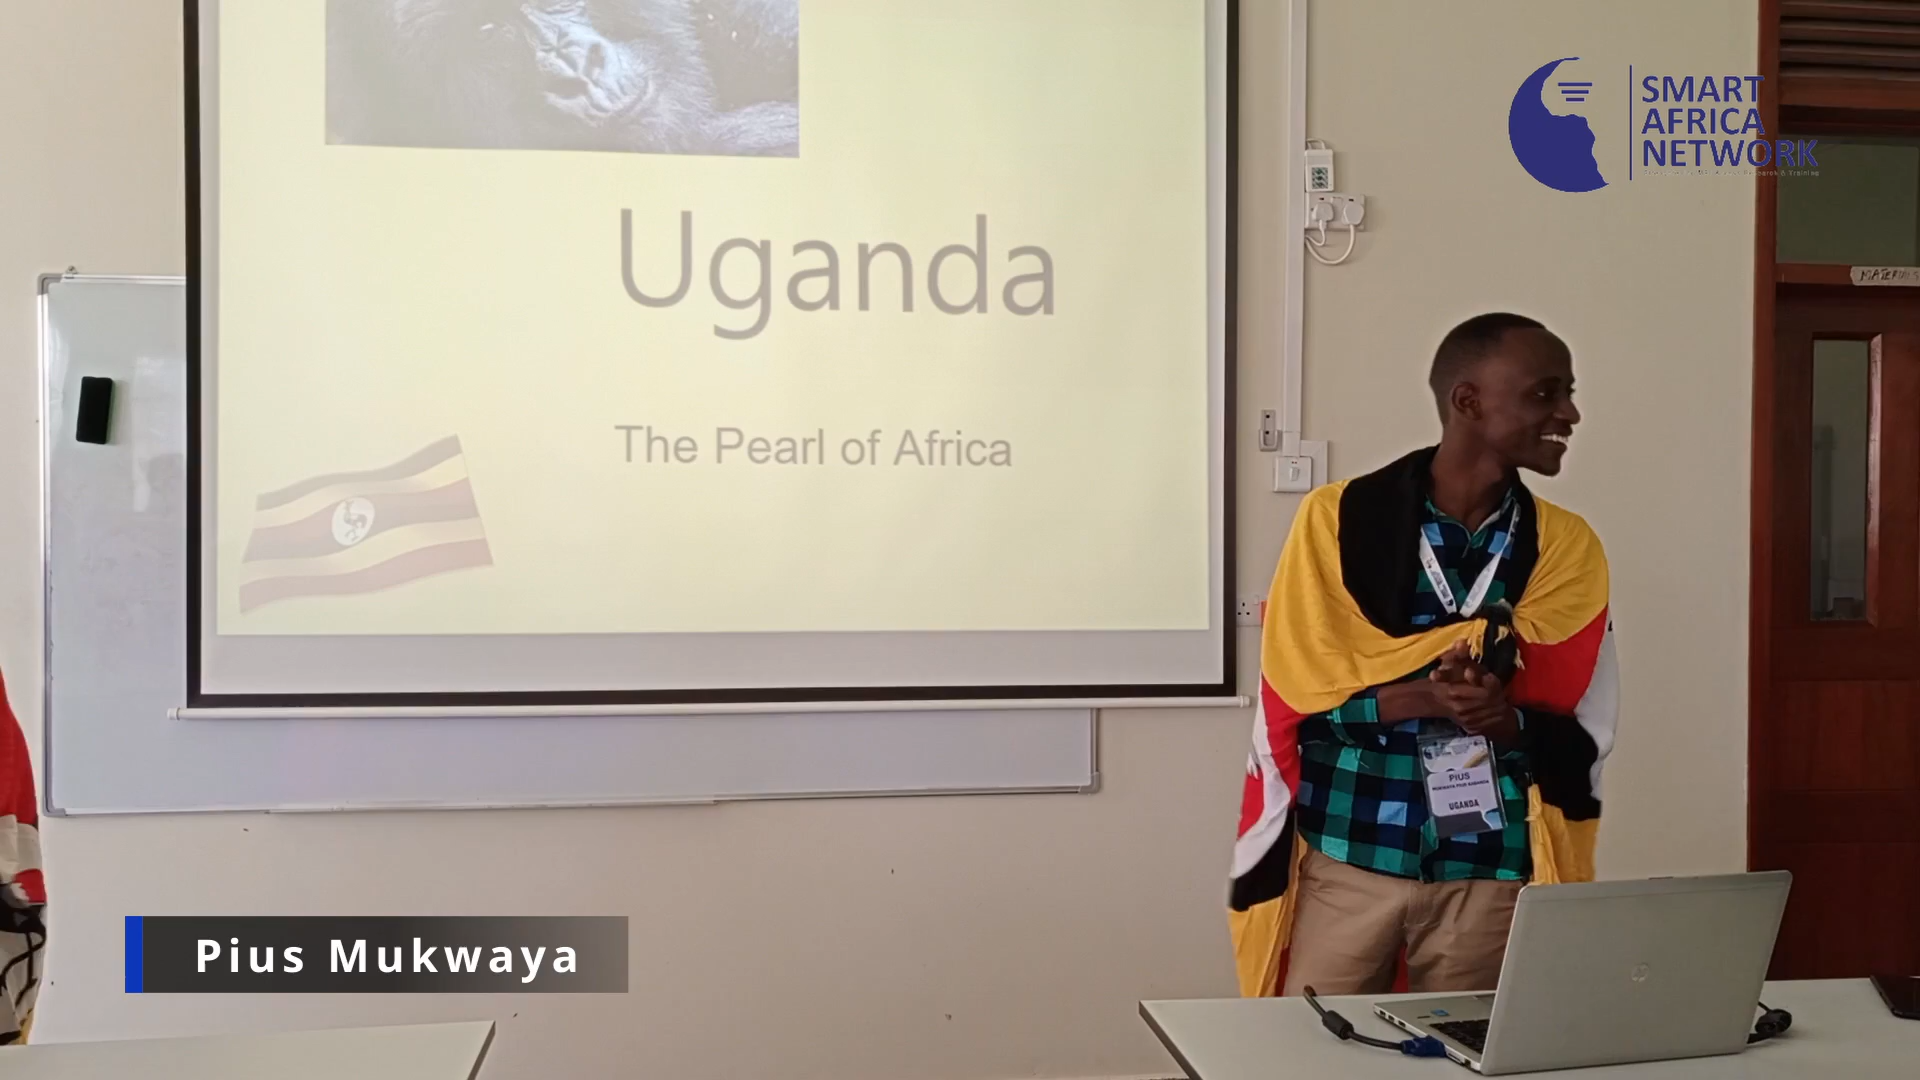 SMART
AFRICA
NETWORK
Uganda
The Pearl of Africa
PIUS
UGANDA
Pius Mukwaya